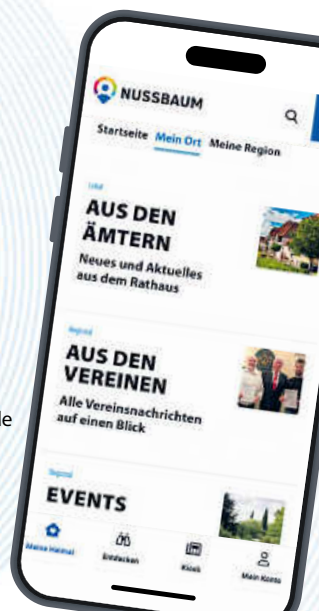 NUSSBAUM
Startseite Mein Ort Meine Region
Lokal
AUS DEN
ÄMTERN
Neues und Aktuelles
aus dem Rathaus
Regional
AUS DEN
VEREINEN
Alle Vereinsnachrichten
auf einen Blick
le
Regional
EVENTS
Meine Heimat Entdecken Kiosk Mein Konto